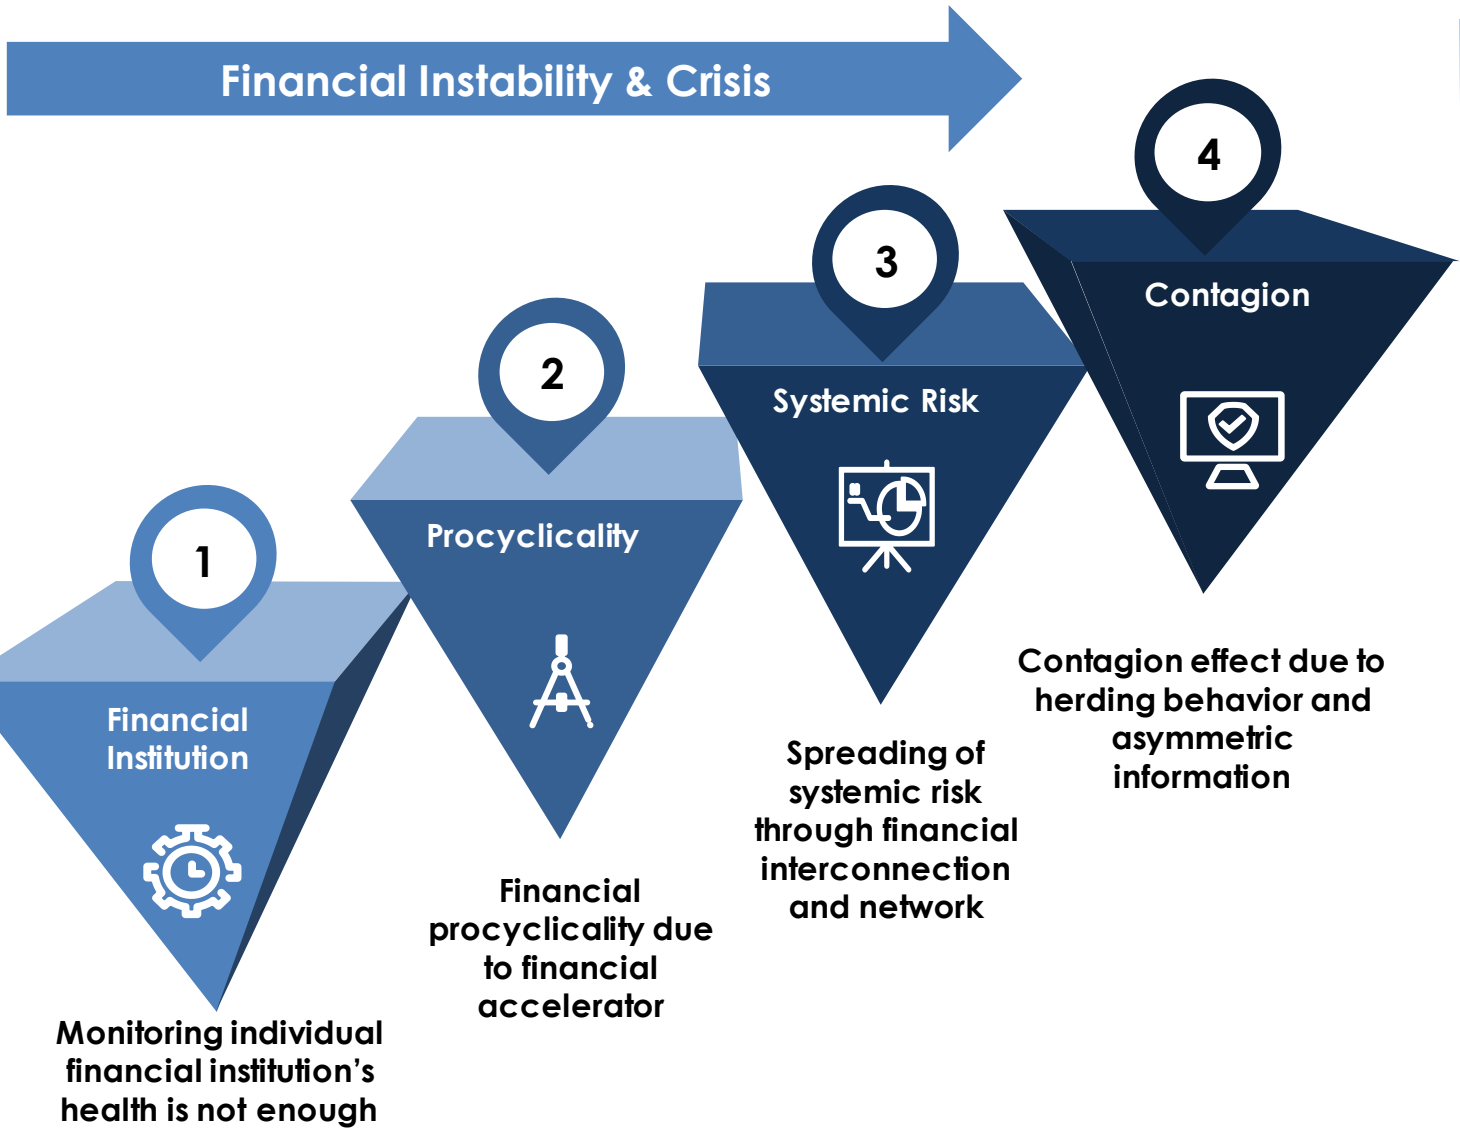 Financial Instability & Crisis
1
Financial
Institution
Monitoring individual
financial institution’s
health is not enough
2
Procyclicality
Financial
procyclicality due
to financial
accelerator
3
Systemic Risk
Spreading of
systemic risk
through financial
interconnection
and network
4
Contagion
Contagion effect due to
herding behavior and
asymmetric
information